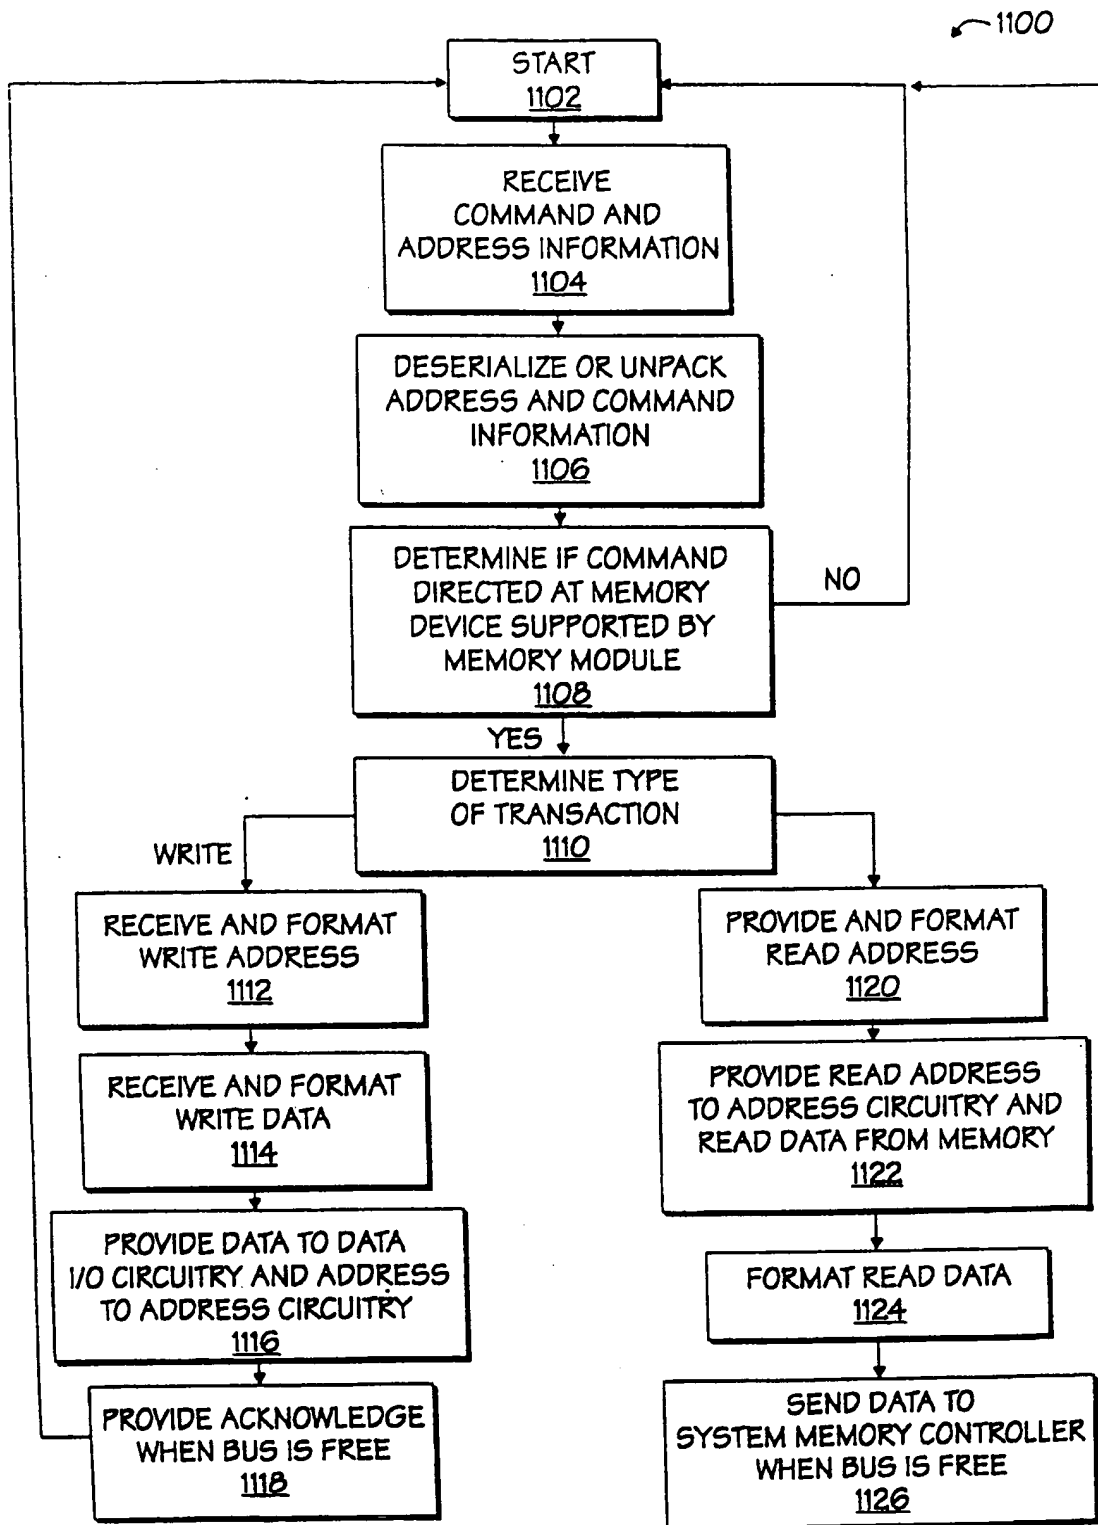 1100
START
1102
RECEIVE
COMMAND AND
ADDRESS INFORMATION
1104
DESERIALIZE OR UNPACK
ADDRESS AND COMMAND
INFORMATION
1106
DETERMINE IF COMMAND
DIRECTED AT MEMORY
DEVICE SUPPORTED BY
MEMORY MODULE
1108
NO
YES
DETERMINE TYPE
OF TRANSACTION
1110
WRITE
RECEIVE AND FORMAT
WRITE ADDRESS
1112
RECEIVE AND FORMAT
WRITE DATA
1114
PROVIDE DATA TO DATA
I/O CIRCUITRY AND ADDRESS
TO ADDRESS CIRCUITRY
1116
PROVIDE ACKNOWLEDGE
WHEN BUS IS FREE
1118
PROVIDE AND FORMAT
READ ADDRESS
1120
PROVIDE READ ADDRESS
TO ADDRESS CIRCUITRY AND
READ DATA FROM MEMORY
1122
FORMAT READ DATA
1124
SEND DATA TO
SYSTEM MEMORY CONTROLLER
WHEN BUS IS FREE
1126